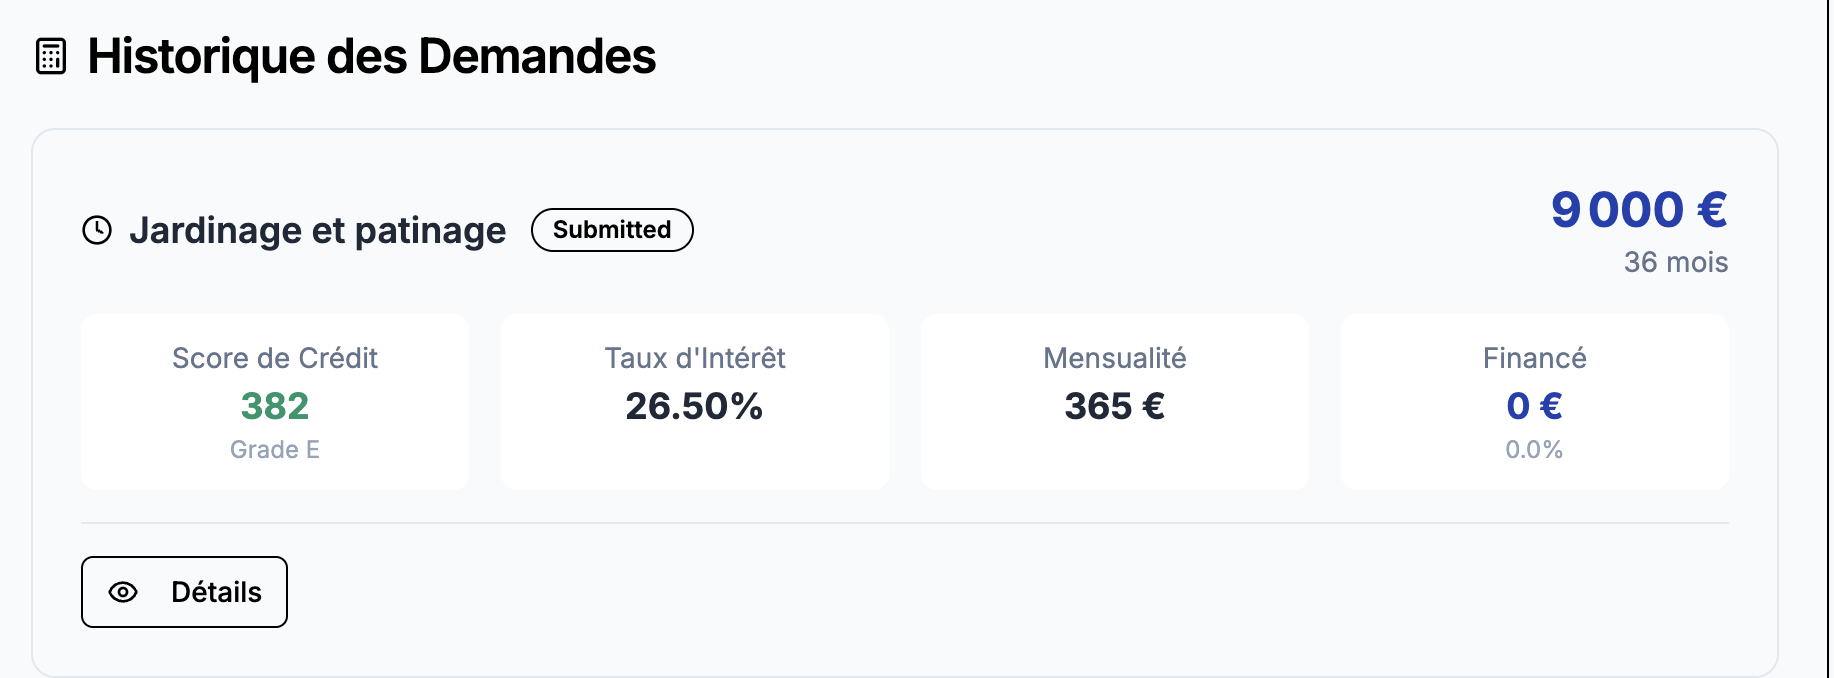 Historique des Demandes
Jardinage et patinage
Submitted
9 000 €
36 mois
Score de Crédit
382
Grade E
Taux d'Intérêt
26.50%
Mensualité
365 €
Financé
0 €
0.0%
Détails